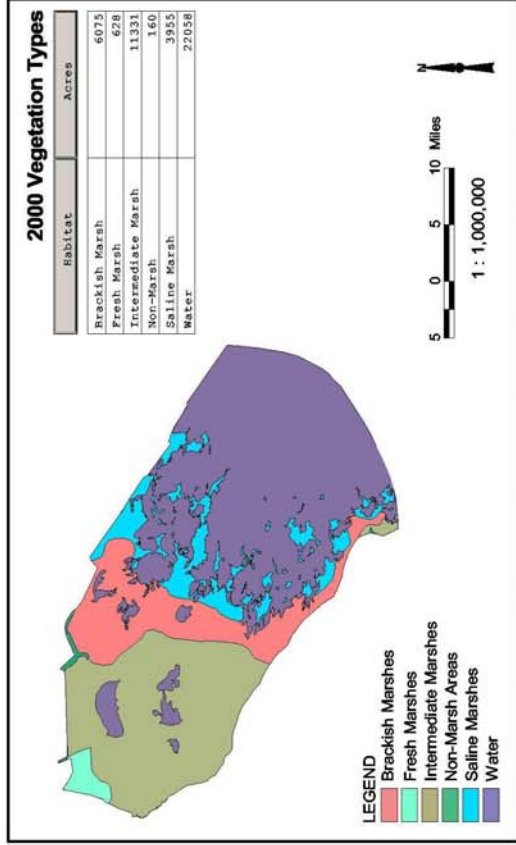 2000 Vegetation Types
Habitat Acres
Brackish Marsh 6075
Fresh Marsh 628
Intermediate Marsh 11331
Non-Marsh 160
Saline Marsh 3955
Water 22058
LEGEND
Brackish Marshes
Fresh Marshes
Intermediate Marshes
Non-Marsh Areas
Saline Marshes
Water
5 0 5 10 Miles
1 : 1,000,000
N